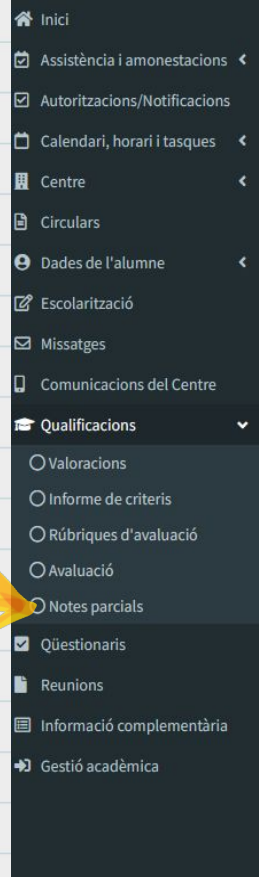 Inici
Assistència i amonestacions
Autoritzacions/Notificacions
Calendari, horari i tasques
Centre
Circulars
Dades de l'alumne
Escolarització
Missatges
Comunicacions del Centre
Qualificacions
Valoracions
Informe de criteris
Rúbriques d'avaluació
Avaluació
Notes parcials
Qüestionaris
Reunions
Informació complementària
Gestió acadèmica